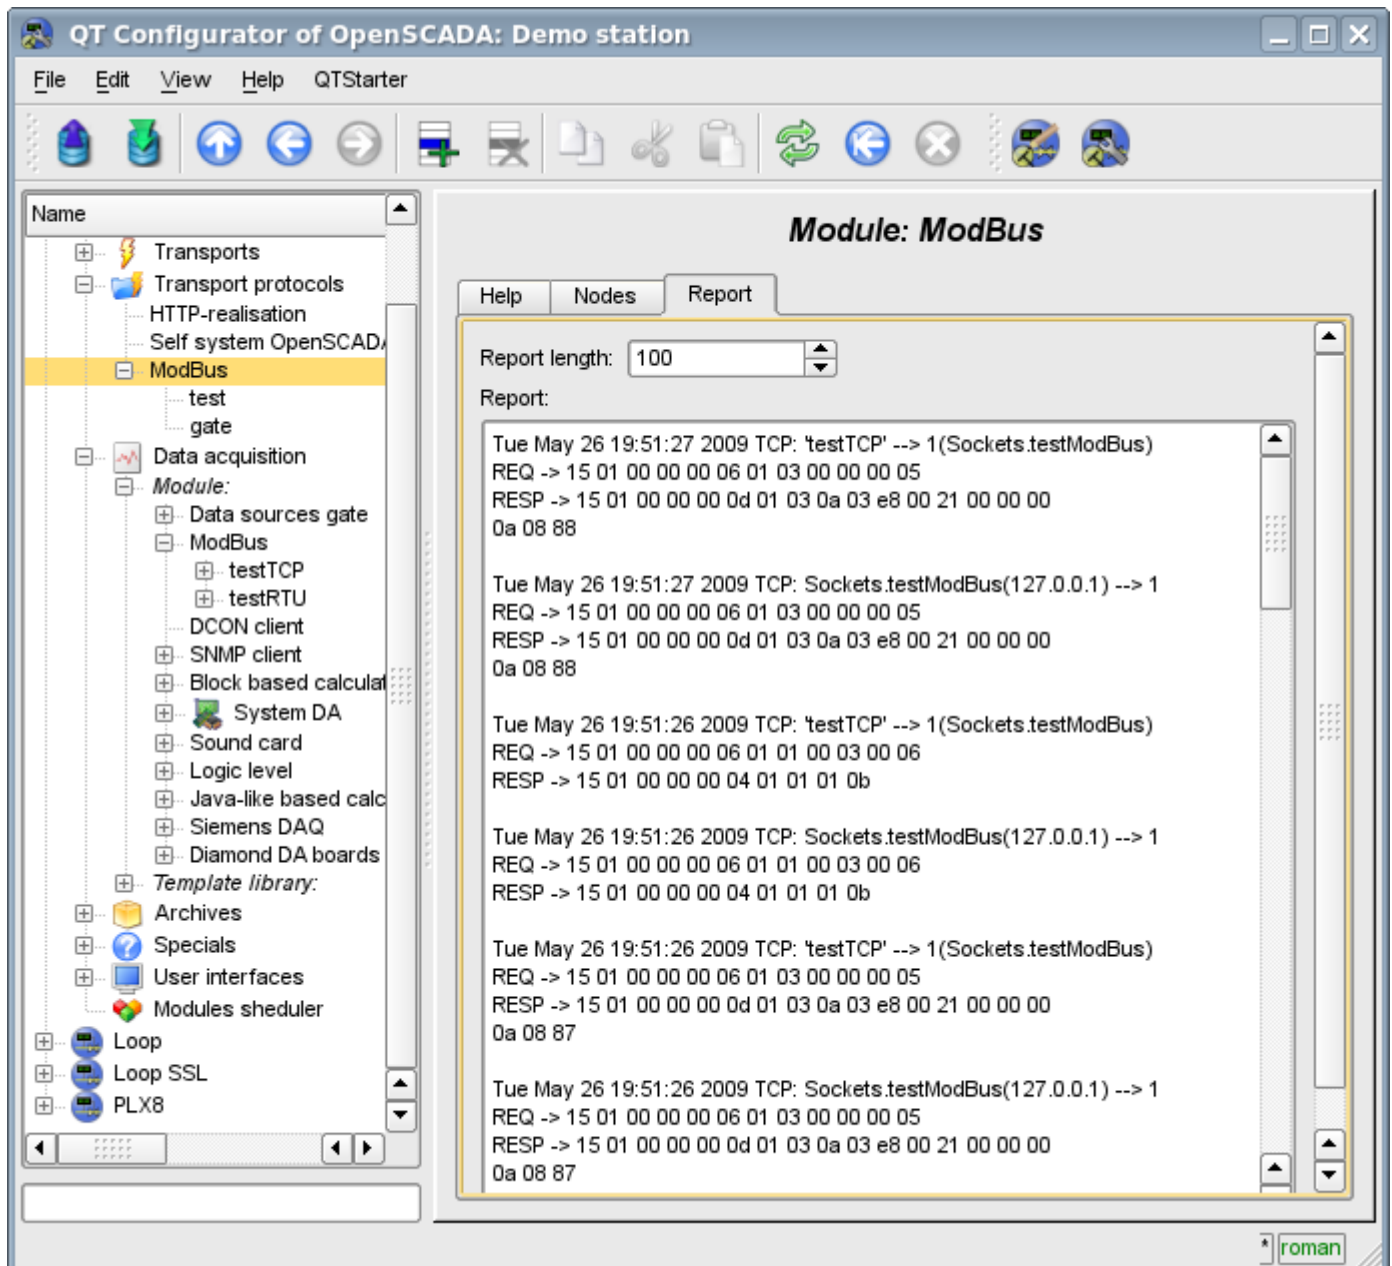 QT Configurator of OpenSCADA: Demo station
File Edit View Help QTStarter
Name
Transports
Transport protocols
HTTP-realisation
Self system OpenSCAD
ModBus
test
gate
Data acquisition
Module:
Data sources gate
ModBus
testTCP
testRTU
DCON client
SNMP client
Block based calculat
System DA
Sound card
Logic level
Java-like based calc
Siemens DAQ
Diamond DA boards
Template library:
Archives
Specials
User interfaces
Modules sheduler
Loop
Loop SSL
PLX8
Module: ModBus
Help Nodes Report
Report length: 100
Report:
Tue May 26 19:51:27 2009 TCP: 'testTCP' --> 1(Sockets.testModBus)
REQ -> 15 01 00 00 00 06 01 03 00 00 00 05
RESP -> 15 01 00 00 00 0d 01 03 0a 03 e8 00 21 00 00 00
0a 08 88
Tue May 26 19:51:27 2009 TCP: Sockets.testModBus(127.0.0.1) --> 1
REQ -> 15 01 00 00 00 06 01 03 00 00 00 05
RESP -> 15 01 00 00 00 0d 01 03 0a 03 e8 00 21 00 00 00
0a 08 88
Tue May 26 19:51:26 2009 TCP: 'testTCP' --> 1(Sockets.testModBus)
REQ -> 15 01 00 00 00 06 01 01 00 03 00 06
RESP -> 15 01 00 00 00 04 01 01 01 0b
Tue May 26 19:51:26 2009 TCP: Sockets.testModBus(127.0.0.1) --> 1
REQ -> 15 01 00 00 00 06 01 01 00 03 00 06
RESP -> 15 01 00 00 00 04 01 01 01 0b
Tue May 26 19:51:26 2009 TCP: 'testTCP' --> 1(Sockets.testModBus)
REQ -> 15 01 00 00 00 06 01 03 00 00 00 05
RESP -> 15 01 00 00 00 0d 01 03 0a 03 e8 00 21 00 00 00
0a 08 87
Tue May 26 19:51:26 2009 TCP: Sockets.testModBus(127.0.0.1) --> 1
REQ -> 15 01 00 00 00 06 01 03 00 00 00 05
RESP -> 15 01 00 00 00 0d 01 03 0a 03 e8 00 21 00 00 00
0a 08 87
* roman